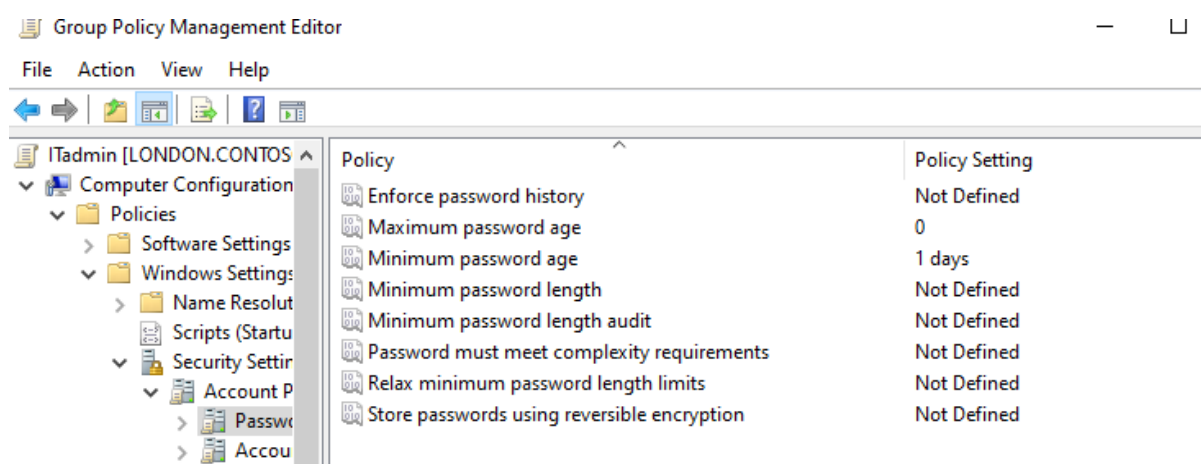 Group Policy Management Editor
File Action View Help
ITadmin [LONDON.CONTOS
Computer Configuration
Policies
Software Settings
Windows Settings
Name Resolut
Scripts (Startu
Security Settin
Account P
Passwo
Accou
Policy Policy Setting
Enforce password history Not Defined
Maximum password age 0
Minimum password age 1 days
Minimum password length Not Defined
Minimum password length audit Not Defined
Password must meet complexity requirements Not Defined
Relax minimum password length limits Not Defined
Store passwords using reversible encryption Not Defined